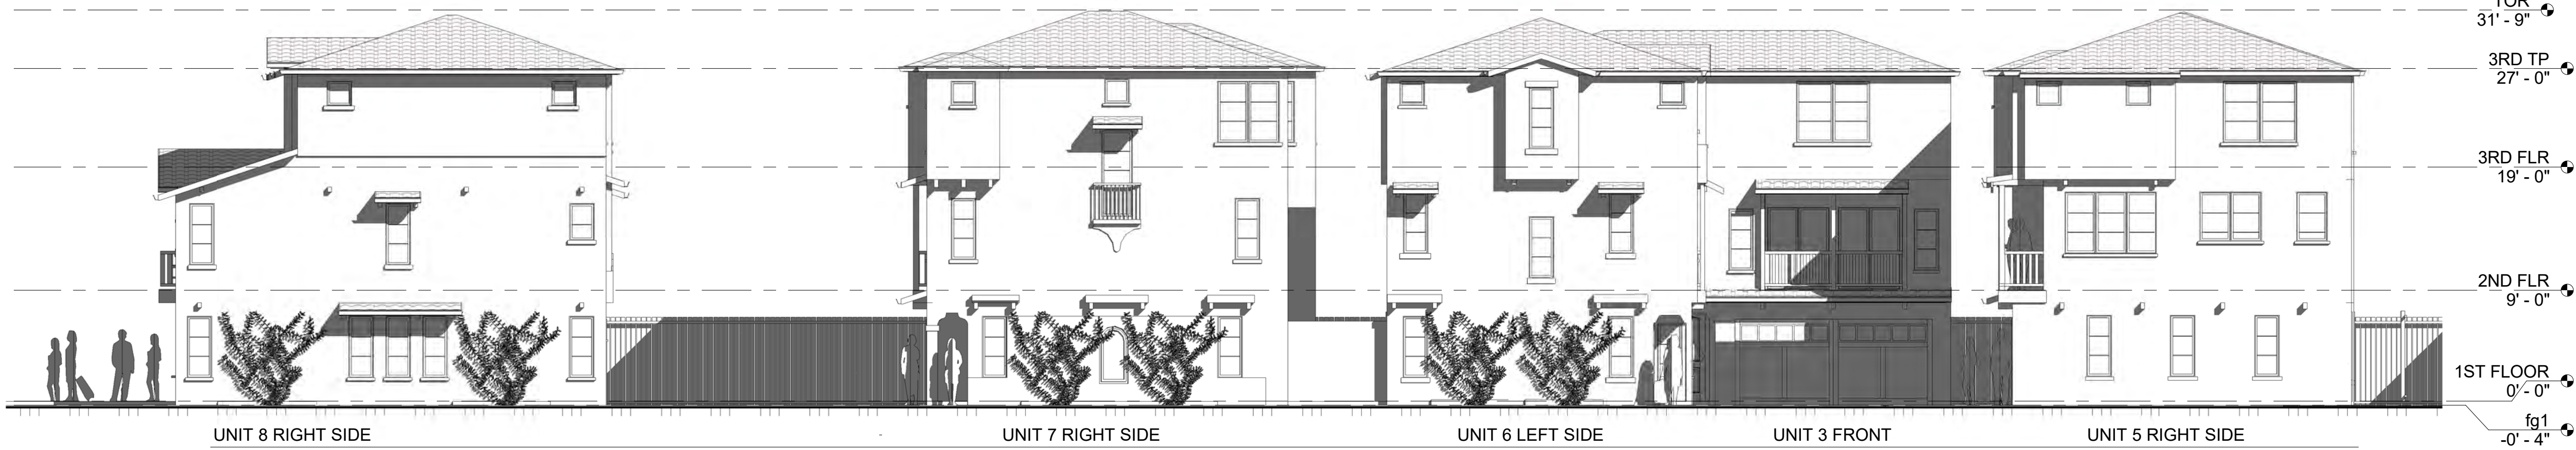 TOR
31' - 9"
3RD TP
27' - 0"
3RD FLR
19' - 0"
2ND FLR
9' - 0"
1ST FLOOR
0' - 0"
fg1
-0' - 4"
UNIT 8 RIGHT SIDE
-
UNIT 7 RIGHT SIDE
UNIT 6 LEFT SIDE
UNIT 3 FRONT
UNIT 5 RIGHT SIDE